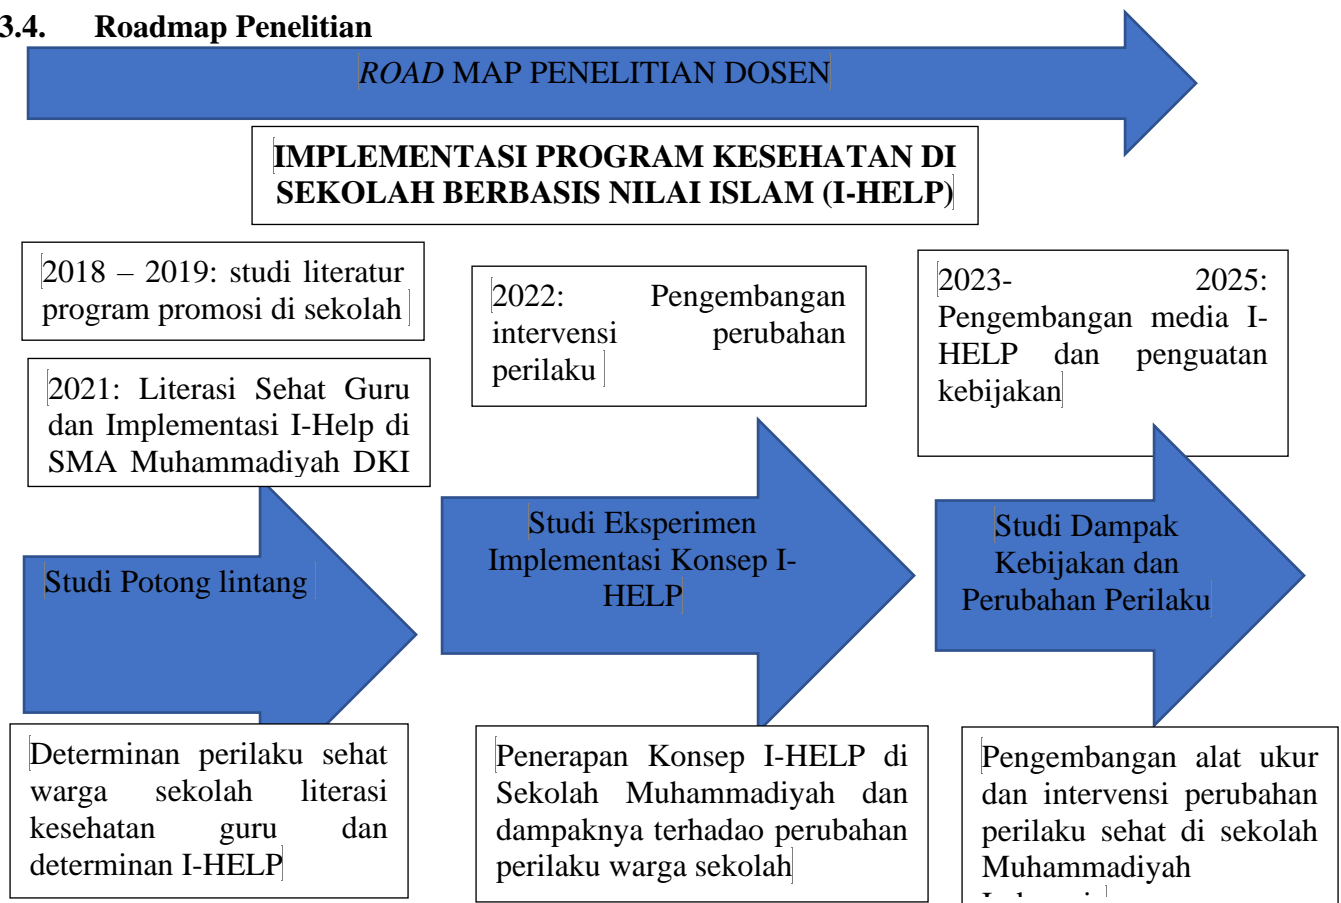 3.4. Roadmap Penelitian
ROAD MAP PENELITIAN DOSEN
IMPLEMENTASI PROGRAM KESEHATAN DI
SEKOLAH BERBASIS NILAI ISLAM (I-HELP)
2018 – 2019: studi literatur
program promosi di sekolah
2021: Literasi Sehat Guru
dan Implementasi I-Help di
SMA Muhammadiyah DKI
2022: Pengembangan
intervensi perubahan
perilaku
2023- 2025:
Pengembangan media I-
HELP dan penguatan
kebijakan
Studi Potong lintang
Studi Eksperimen
Implementasi Konsep I-
HELP
Studi Dampak
Kebijakan dan
Perubahan Perilaku
Determinan perilaku sehat
warga sekolah literasi
kesehatan guru dan
determinan I-HELP
Penerapan Konsep I-HELP di
Sekolah Muhammadiyah dan
dampaknya terhadao perubahan
perilaku warga sekolah
Pengembangan alat ukur
dan intervensi perubahan
perilaku sehat di sekolah
Muhammadiyah